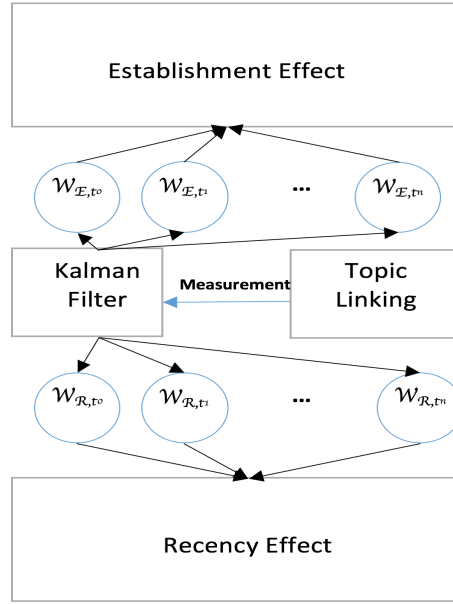 Establishment Effect
𝒲ℰ,t⁰ 𝒲ℰ,t¹ ... 𝒲ℰ,tⁿ
Kalman
Filter
Measurement
Topic
Linking
𝒲ℛ,t⁰ 𝒲ℛ,t¹ ... 𝒲ℛ,tⁿ
Recency Effect